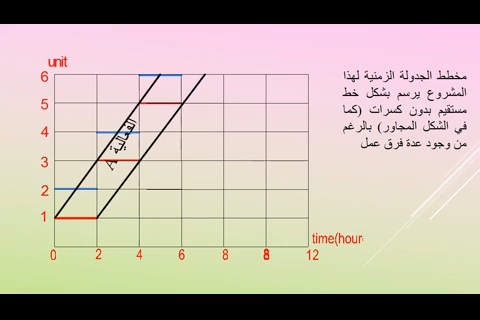 unit
6
5
4
3
2
1
0 2 4 6 8 8 12
time(hour
الفعالية A
مخطط الجدولة الزمنية لهذا
المشروع يرسم بشكل خط
مستقيم بدون كسرات (كما
في الشكل المجاور) بالرغم
من وجود عدة فرق عمل